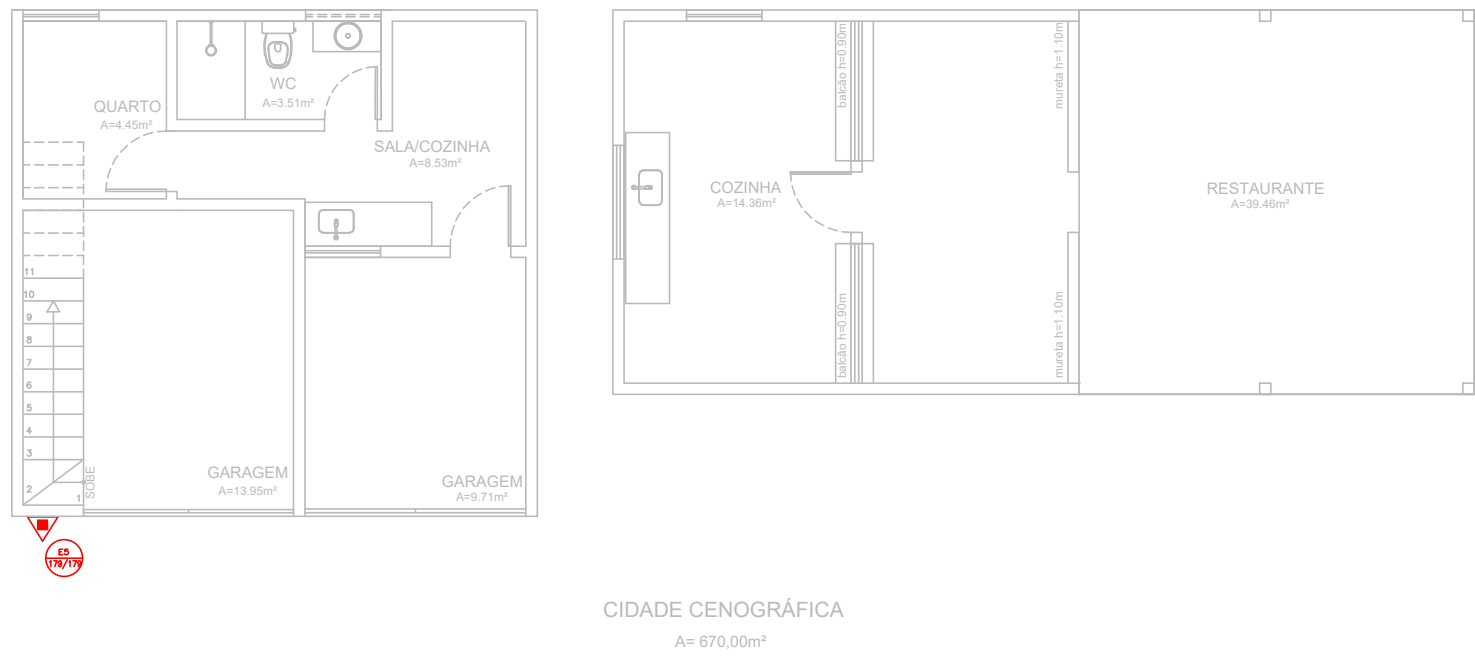 WC
A=3.51m²
QUARTO
A=4.45m²
SALA/COZINHA
A=8.53m²
11
10
9
8
7
6
5
4
3
2
1
SOBE
GARAGEM
A=13.95m²
GARAGEM
A=9.71m²
E5
179/179
balcão h=0.90m
mureta h=1.10m
COZINHA
A=14.36m²
RESTAURANTE
A=39.46m²
balcão h=0.90m
mureta h=1.10m
CIDADE CENOGRÁFICA
A= 670,00m²